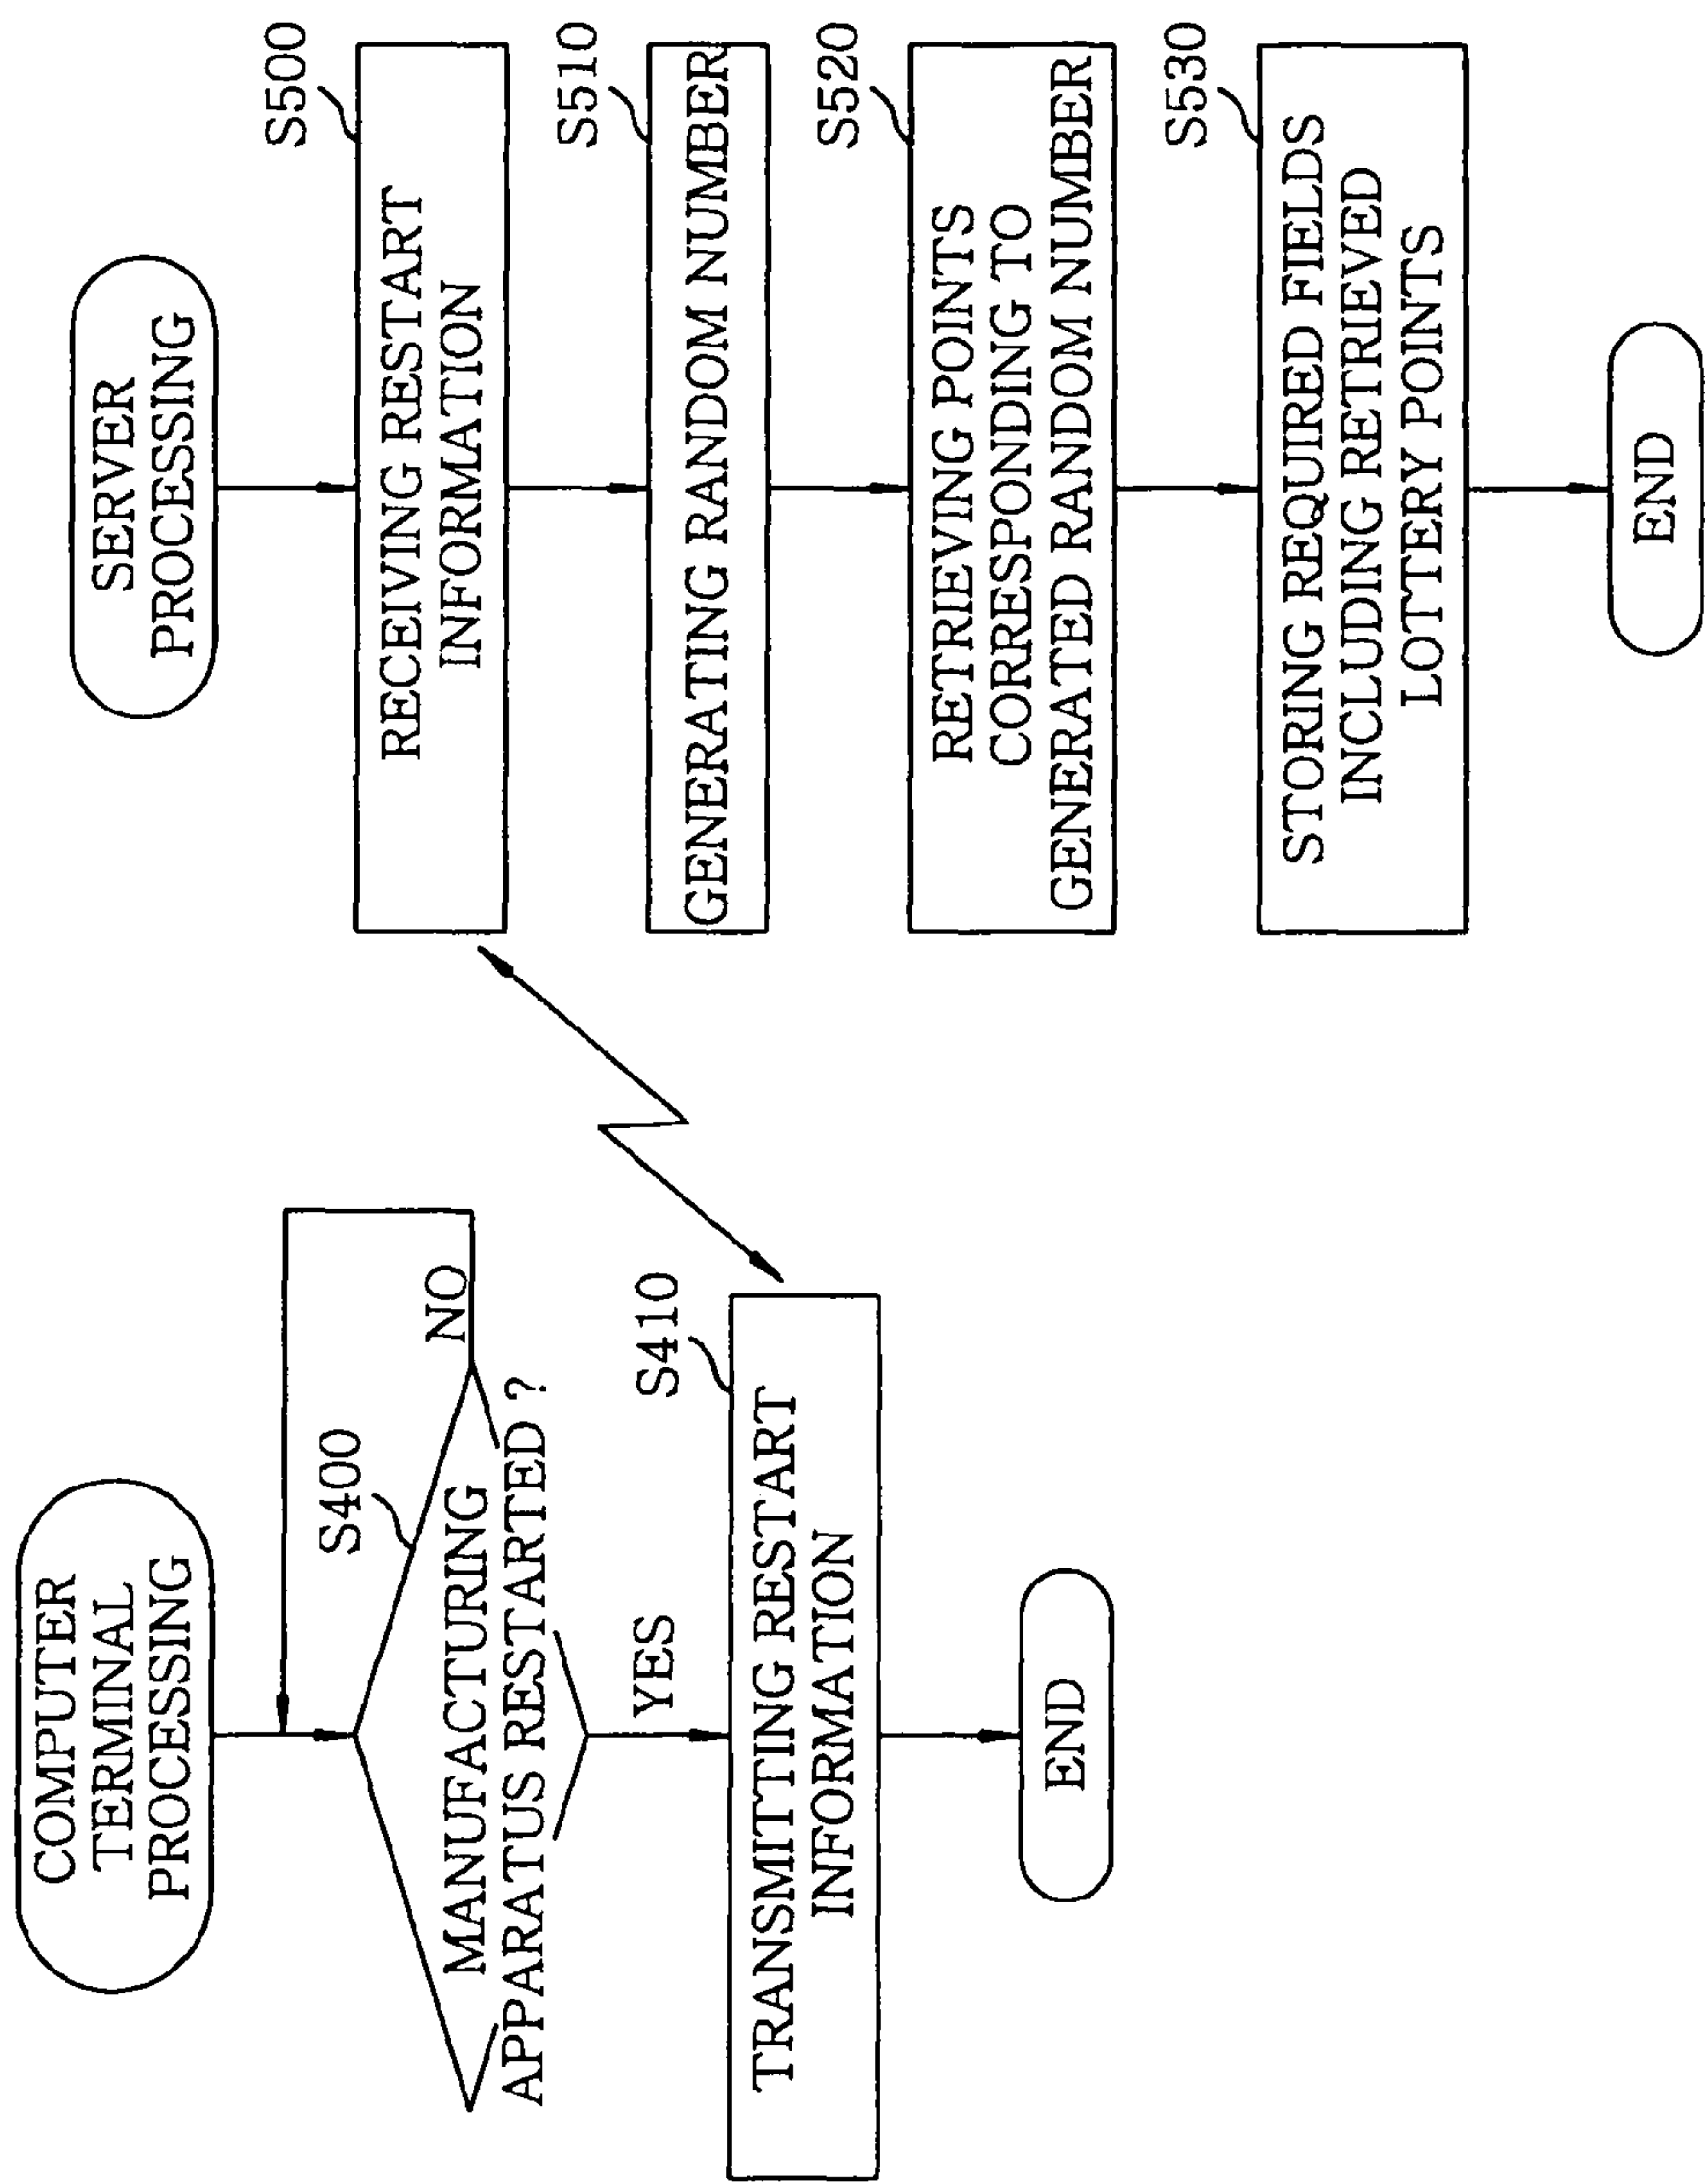 COMPUTER
TERMINAL
PROCESSING
S400
MANUFACTURING
APPARATUS RESTARTED ?
NO
YES
S410
TRANSMITTING RESTART
INFORMATION
END
SERVER
PROCESSING
S500
RECEIVING RESTART
INFORMATION
S510
GENERATING RANDOM NUMBER
S520
RETRIEVING POINTS
CORRESPONDING TO
GENERATED RANDOM NUMBER
S530
STORING REQUIRED FIELDS
INCLUDING RETRIEVED
LOTTERY POINTS
END